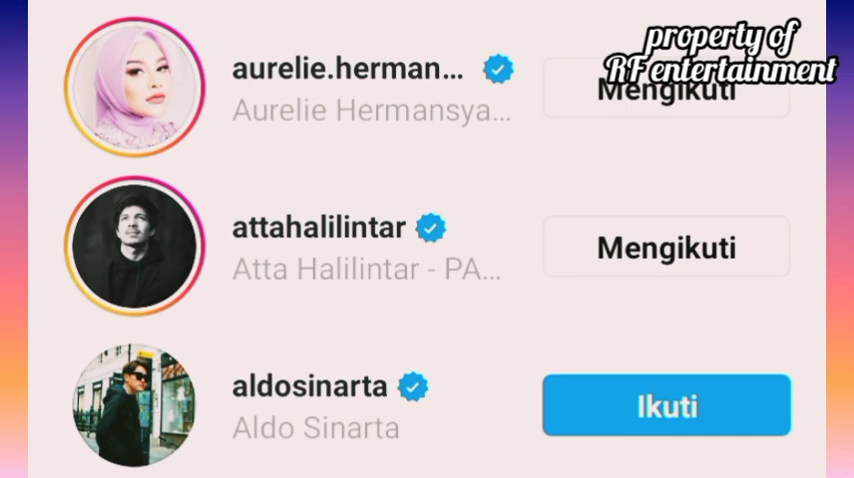 property of
RF entertainment
aurelie.herman...
Aurelie Hermansya...
Mengikuti
attahalilintar
Atta Halilintar - PA...
Mengikuti
aldosinarta
Aldo Sinarta
Ikuti